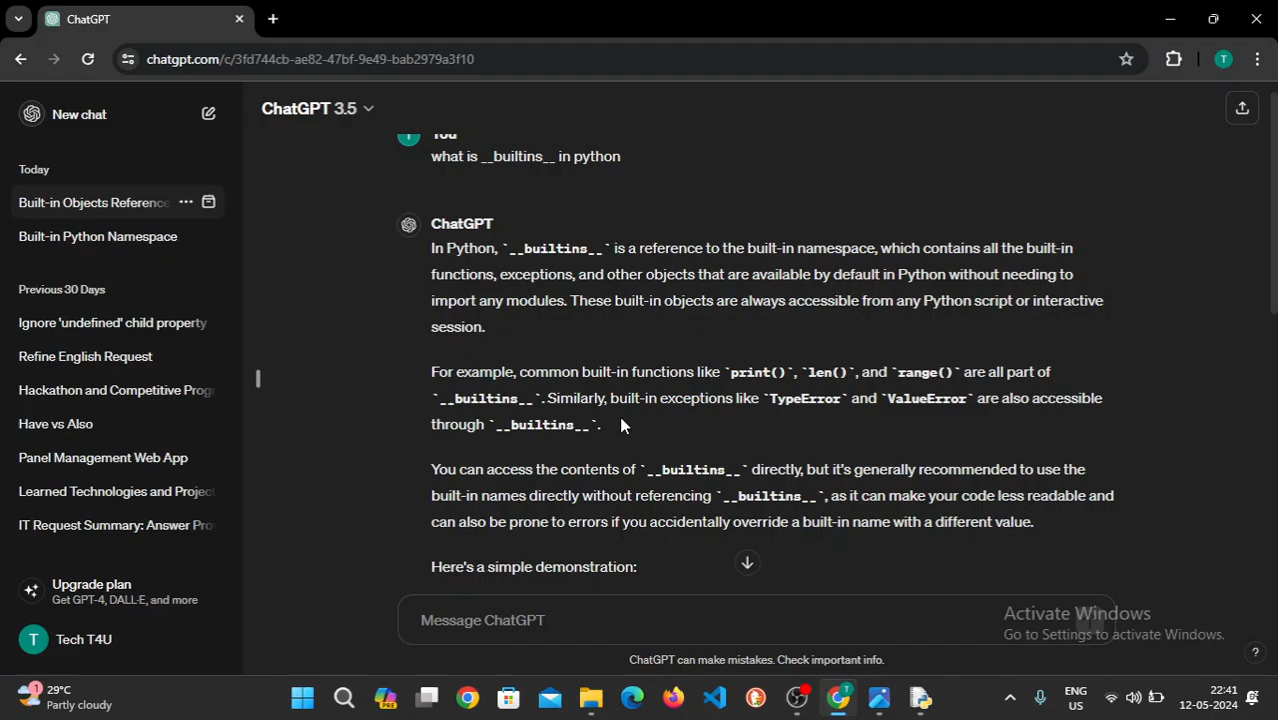 ChatGPT
chatgpt.com/c/3fd744cb-ae82-47bf-9e49-bab2979a3f10
T
New chat
Today
Built-in Objects Reference
Built-in Python Namespace
Previous 30 Days
Ignore 'undefined' child property
Refine English Request
Hackathon and Competitive Prog
Have vs Also
Panel Management Web App
Learned Technologies and Project
IT Request Summary: Answer Pro
Upgrade plan
Get GPT-4, DALL·E, and more
T
Tech T4U
ChatGPT 3.5
T
You
what is __builtins__ in python
ChatGPT
In Python, `__builtins__` is a reference to the built-in namespace, which contains all the built-in
functions, exceptions, and other objects that are available by default in Python without needing to
import any modules. These built-in objects are always accessible from any Python script or interactive
session.
For example, common built-in functions like `print()`, `len()`, and `range()` are all part of
`__builtins__`. Similarly, built-in exceptions like `TypeError` and `ValueError` are also accessible
through `__builtins__`.
You can access the contents of `__builtins__` directly, but it's generally recommended to use the
built-in names directly without referencing `__builtins__`, as it can make your code less readable and
can also be prone to errors if you accidentally override a built-in name with a different value.
Here's a simple demonstration:
Message ChatGPT
Activate Windows
Go to Settings to activate Windows.
ChatGPT can make mistakes. Check important info.
?
1
29°C
Partly cloudy
PRE
T
ENG
US
22:41
12-05-2024